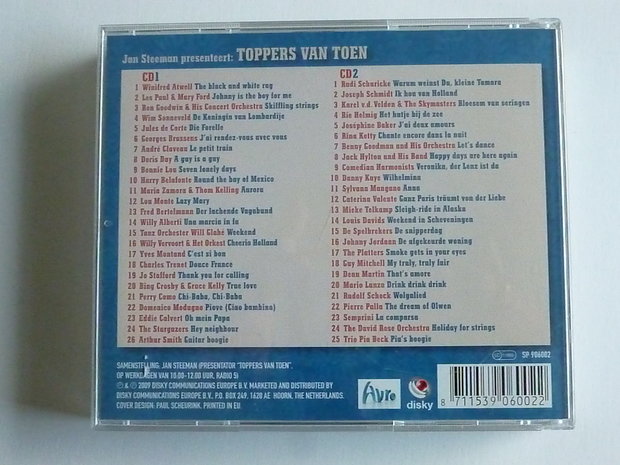 Jan Steeman presenteert: TOPPERS VAN TOEN
CD1
1 Winifred Atwell The black and white rag
2 Les Paul & Mary Ford Johnny is the boy for me
3 Ron Goodwin & His Concert Orchestra Skiffling strings
4 Wim Sonneveld De Koningin van Lombardije
5 Jules de Corte Die Forelle
6 Georges Brassens J'ai rendez-vous avec vous
7 André Claveau Le petit train
8 Doris Day A guy is a guy
9 Bonnie Lou Seven lonely days
10 Harry Belafonte Round the bay of Mexico
11 Maria Zamora & Thom Kelling Aurora
12 Lou Monte Lazy Mary
13 Fred Bertelmann Der lachende Vagabund
14 Willy Alberti Una marcia in fa
15 Tanz Orchester Will Glahé Weekend
16 Willy Vervoort & Het Orkest Cheerio Holland
17 Yves Montand C'est si bon
18 Charles Trenet Douce France
19 Jo Stafford Thank you for calling
20 Bing Crosby & Grace Kelly True love
21 Perry Como Chi-Baba, Chi-Baba
22 Domenico Modugno Piove (Ciao bambina)
23 Eddie Calvert Oh mein Papa
24 The Stargazers Hey neighbour
26 Arthur Smith Guitar boogie
CD2
1 Rudi Schuricke Warum weinst Du, kleine Tamara
2 Joseph Schmidt Ik hou van Holland
3 Karel v.d. Velden & The Skymasters Bloesem van seringen
4 Rie Helmig Het hutje bij de zee
5 Joséphine Baker J'ai deux amours
6 Rina Ketty Chante encore dans la nuit
7 Benny Goodman and His Orchestra Let's dance
8 Jack Hylton and His Band Happy days are here again
9 Comedian Harmonists Veronika, der Lenz ist da
10 Danny Kaye Wilhelmina
11 Sylvana Mangano Anna
12 Caterina Valente Ganz Paris träumt von der Liebe
13 Mieke Telkamp Sleigh-ride in Alaska
14 Louis Davids Weekend in Scheveningen
15 De Spelbrekers De snipperdag
16 Johnny Jordaan De afgekeurde woning
17 The Platters Smoke gets in your eyes
18 Guy Mitchell My truly, truly fair
19 Dean Martin That's amore
20 Mario Lanza Drink drink drink
21 Rudolf Schock Wolgalied
22 Pierre Palla The dream of Olwen
23 Semprini La comparsa
24 The David Rose Orchestra Holiday for strings
25 Trio Pia Beck Pia's boogie
SAMENSTELLING: JAN STEEMAN (PRESENTATOR "TOPPERS VAN TOEN".
OP WERKDAGEN VAN 10.00-12.00 UUR, RADIO 5)
℗ & © 2009 DISKY COMMUNICATIONS EUROPE B.V. MARKETED AND DISTRIBUTED BY
DISKY COMMUNICATIONS EUROPE B.V., P.O. BOX 249, 1620 AE HOORN, THE NETHERLANDS.
COVER DESIGN: PAUL SCHEURINK. PRINTED IN EU.
Avro
disky
SP 906002
8 711539 060022